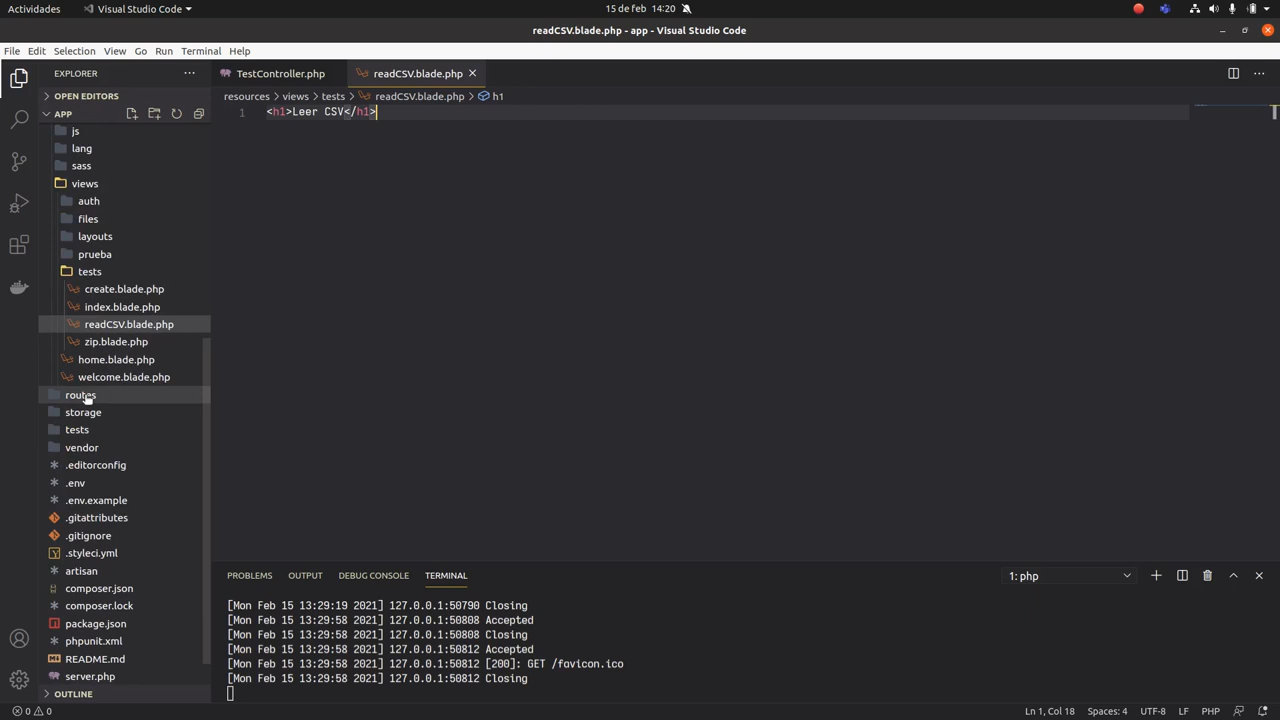 Actividades
Visual Studio Code
15 de feb 14:20
readCSV.blade.php - app - Visual Studio Code
File Edit Selection View Go Run Terminal Help
EXPLORER
OPEN EDITORS
APP
js
lang
sass
views
auth
files
layouts
prueba
tests
create.blade.php
index.blade.php
readCSV.blade.php
zip.blade.php
home.blade.php
welcome.blade.php
routes
storage
tests
vendor
.editorconfig
.env
.env.example
.gitattributes
.gitignore
.styleci.yml
artisan
composer.json
composer.lock
package.json
phpunit.xml
README.md
server.php
OUTLINE
TestController.php
readCSV.blade.php
resources > views > tests > readCSV.blade.php > h1
1 <h1>Leer CSV</h1>
PROBLEMS OUTPUT DEBUG CONSOLE TERMINAL
1: php
[Mon Feb 15 13:29:19 2021] 127.0.0.1:50790 Closing
[Mon Feb 15 13:29:58 2021] 127.0.0.1:50808 Accepted
[Mon Feb 15 13:29:58 2021] 127.0.0.1:50808 Closing
[Mon Feb 15 13:29:58 2021] 127.0.0.1:50812 Accepted
[Mon Feb 15 13:29:58 2021] 127.0.0.1:50812 [200]: GET /favicon.ico
[Mon Feb 15 13:29:58 2021] 127.0.0.1:50812 Closing
0 0
Ln 1, Col 18 Spaces: 4 UTF-8 LF PHP